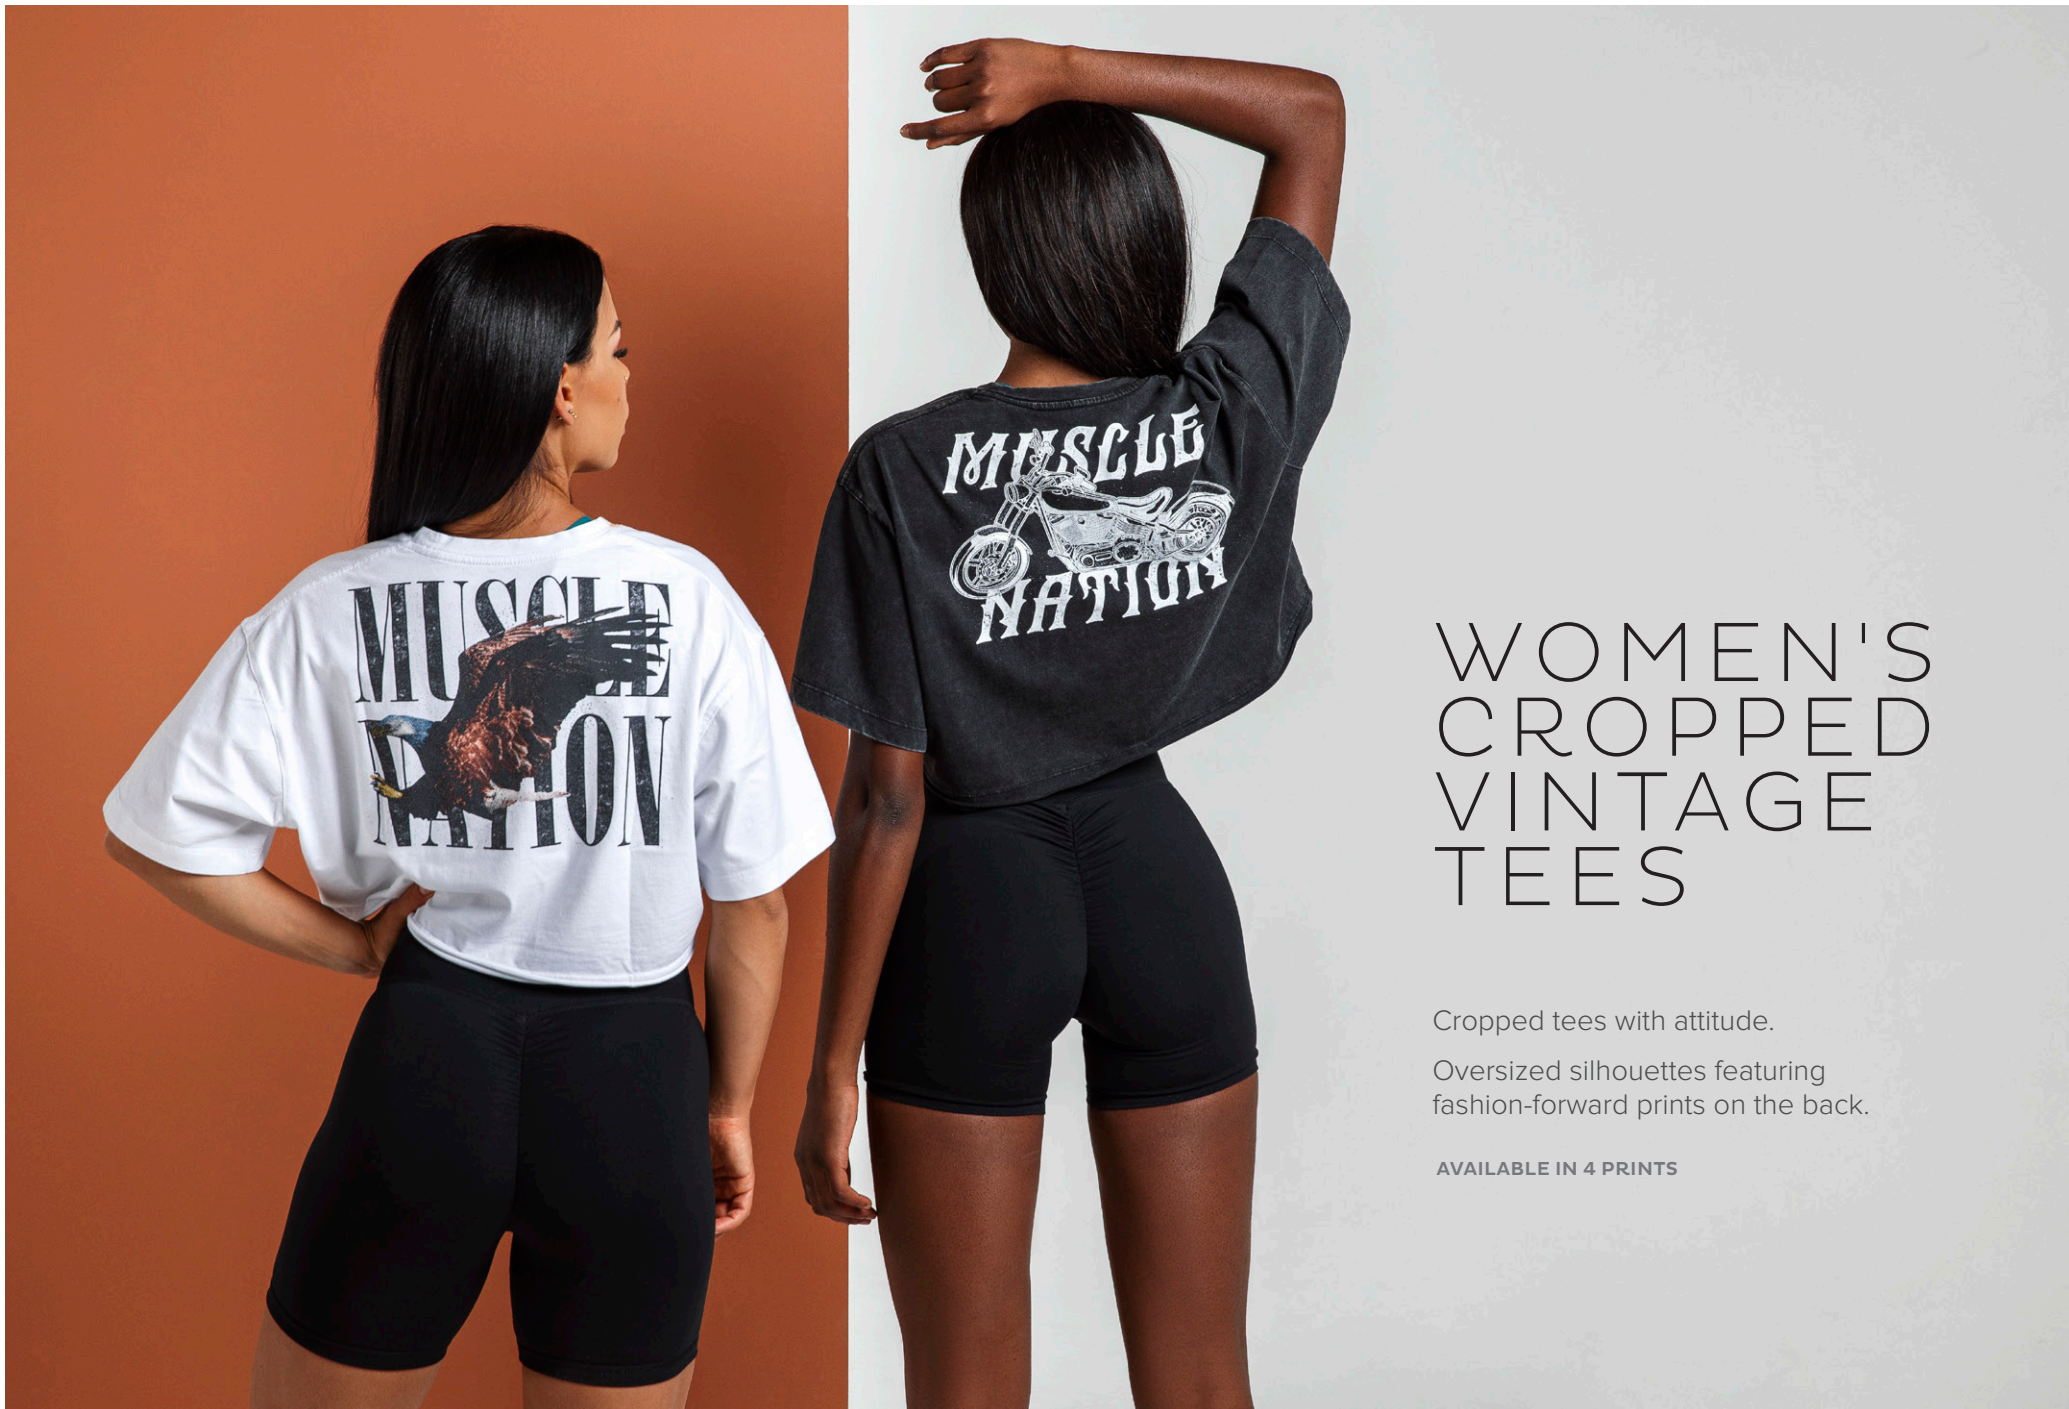 MUSCLE
NATION
MUSCLE
NATION
WOMEN'S
CROPPED
VINTAGE
TEES
Cropped tees with attitude.
Oversized silhouettes featuring
fashion-forward prints on the back.
AVAILABLE IN 4 PRINTS